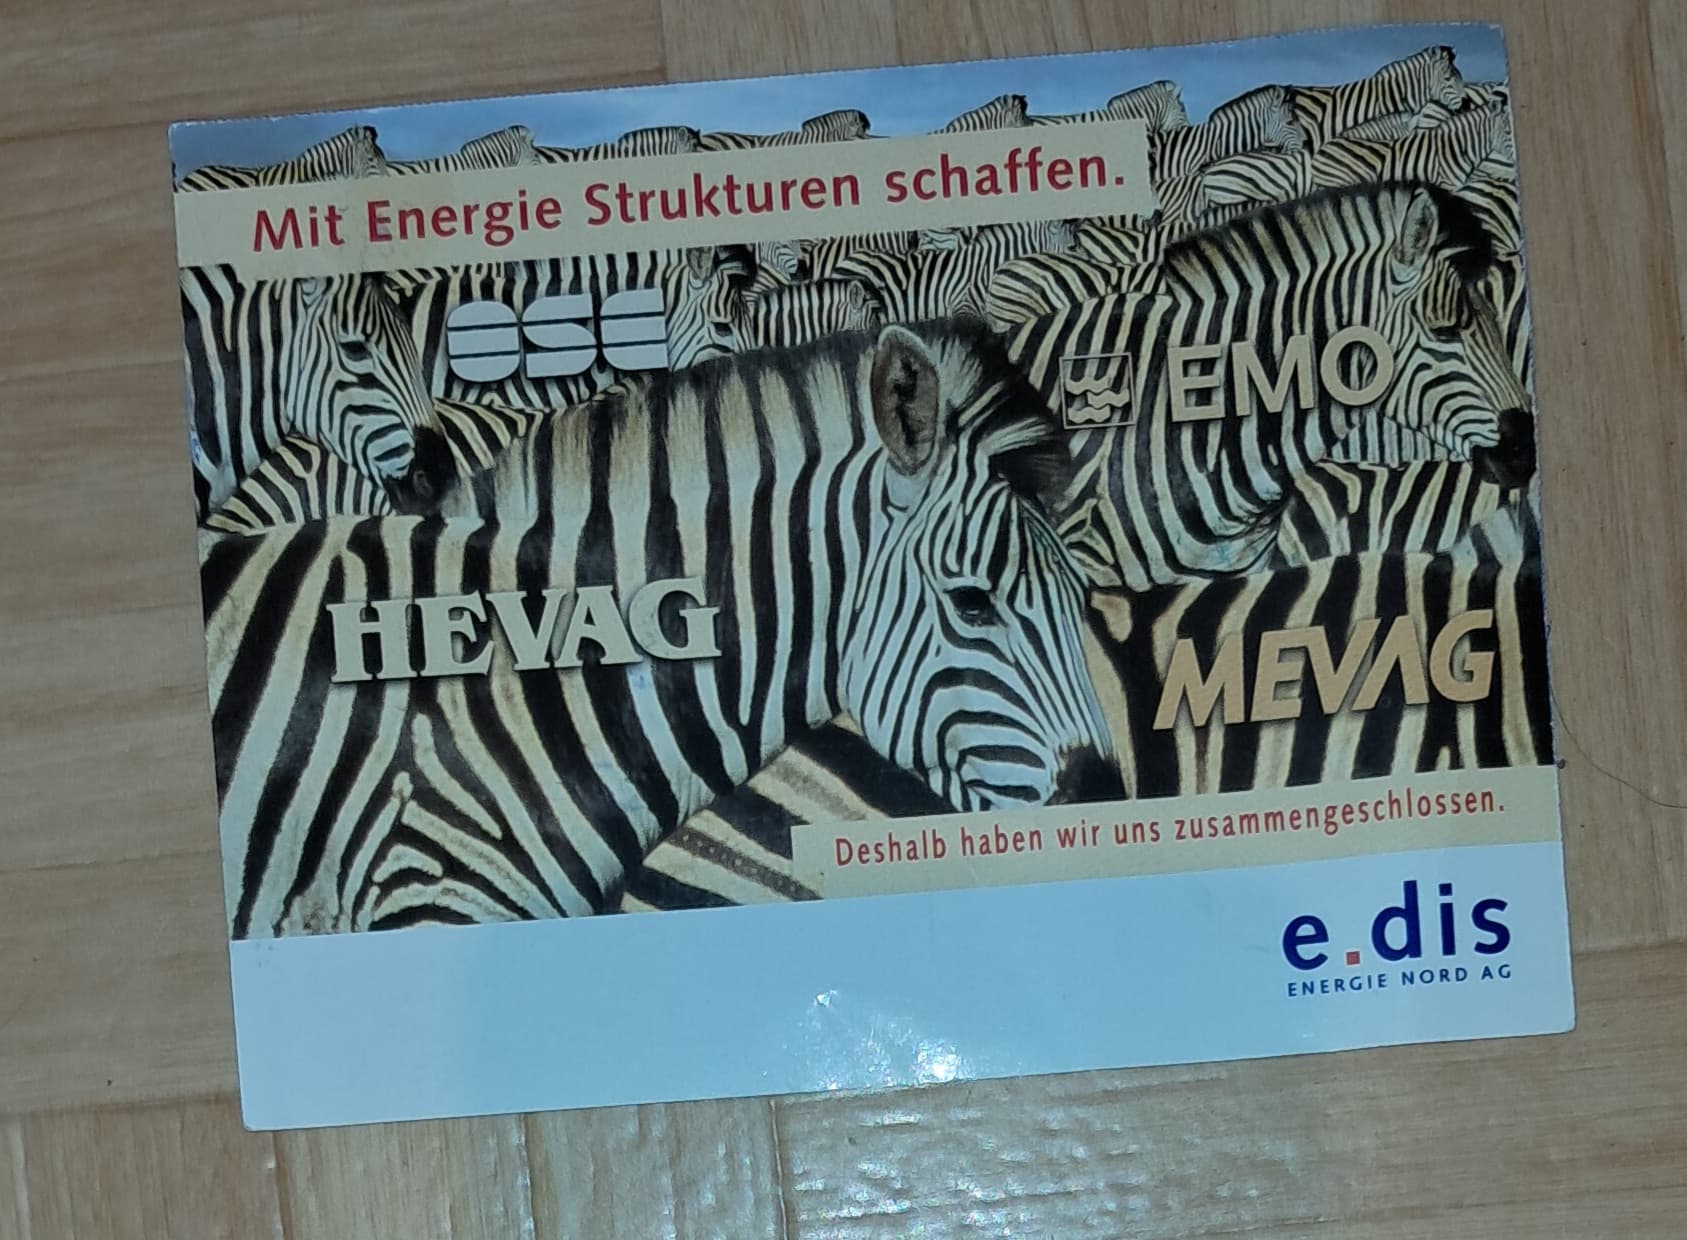 Mit Energie Strukturen schaffen.
OSE
EMO
HEVAG
MEVAG
Deshalb haben wir uns zusammengeschlossen.
e.dis
ENERGIE NORD AG